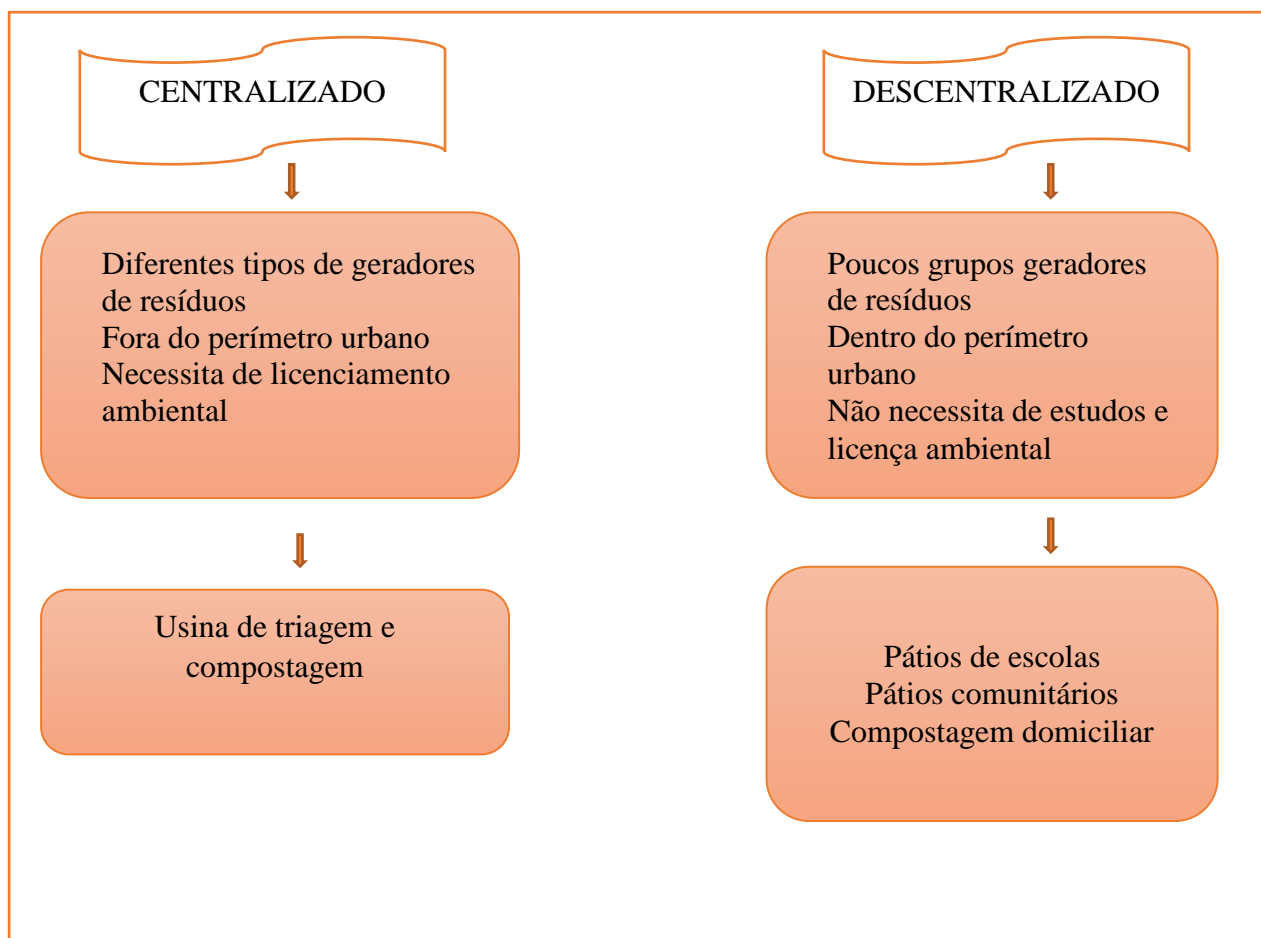 CENTRALIZADO
Diferentes tipos de geradores
de resíduos
Fora do perímetro urbano
Necessita de licenciamento
ambiental
Usina de triagem e
compostagem
DESCENTRALIZADO
Poucos grupos geradores
de resíduos
Dentro do perímetro
urbano
Não necessita de estudos e
licença ambiental
Pátios de escolas
Pátios comunitários
Compostagem domiciliar